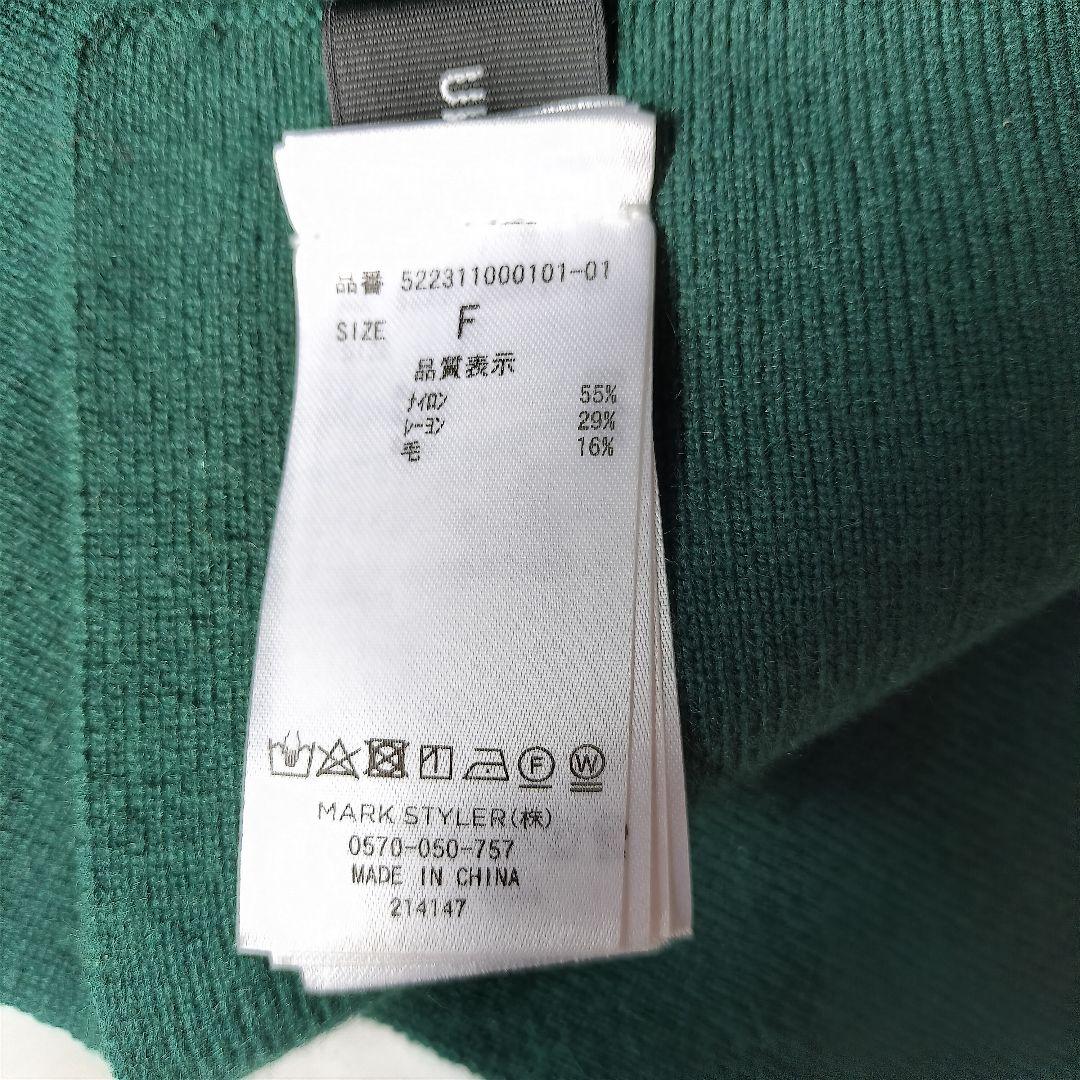 品番 522311000101-01
SIZE F
品質表示
ナイロン 55%
レーヨン 29%
毛 16%
F W
MARK STYLER(株)
0570-050-757
MADE IN CHINA
214147